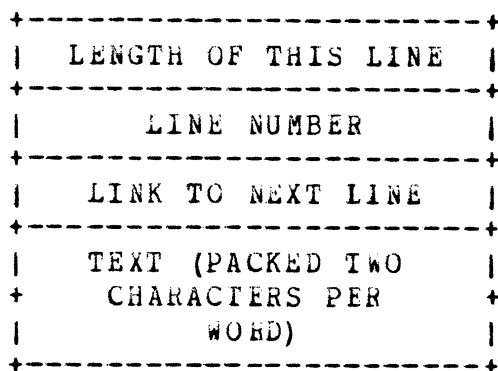 LENGTH OF THIS LINE
LINE NUMBER
LINK TO NEXT LINE
TEXT (PACKED TWO
CHARACTERS PER
WORD)